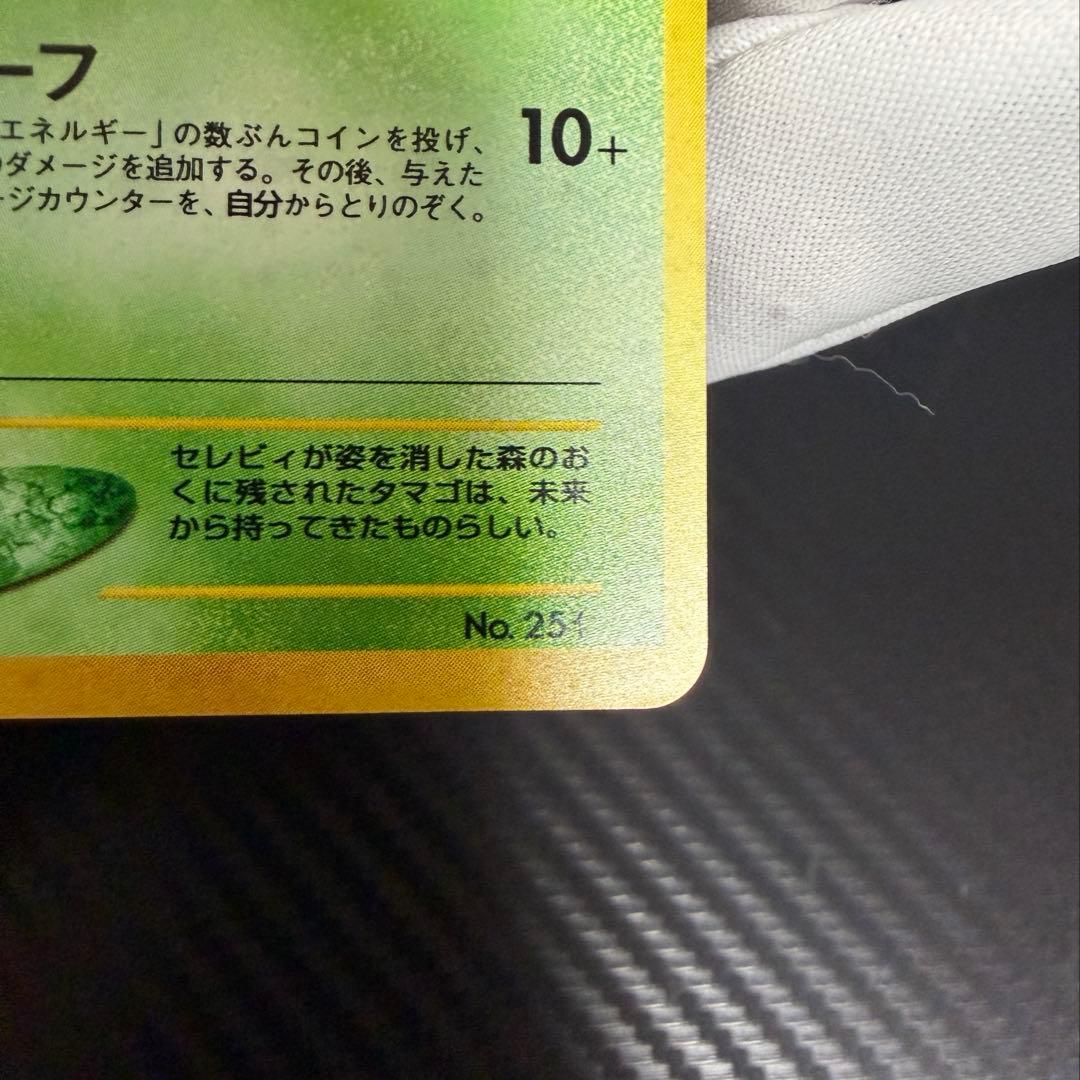 ーフ
エネルギー」の数ぶんコインを投げ、
10+
ダメージを追加する。その後、与えた
ージカウンターを、自分からとりのぞく。
セレビィが姿を消した森のお
くに残されたタマゴは、未来
から持ってきたものらしい。
No. 251